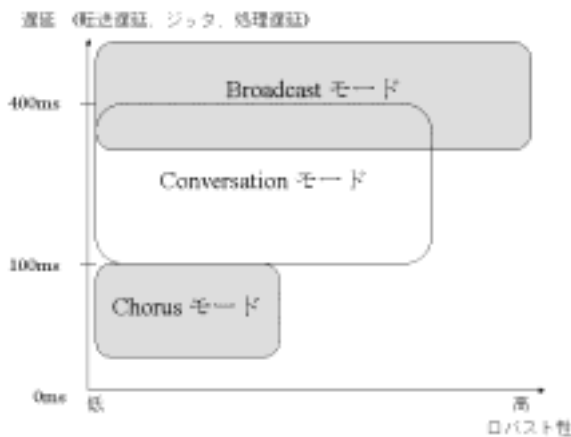 遅延 (転送遅延、ジッタ、処理遅延)
Broadcast モード
400ms
Conversation モード
100ms
Chorus モード
0ms
低
高
ロバスト性